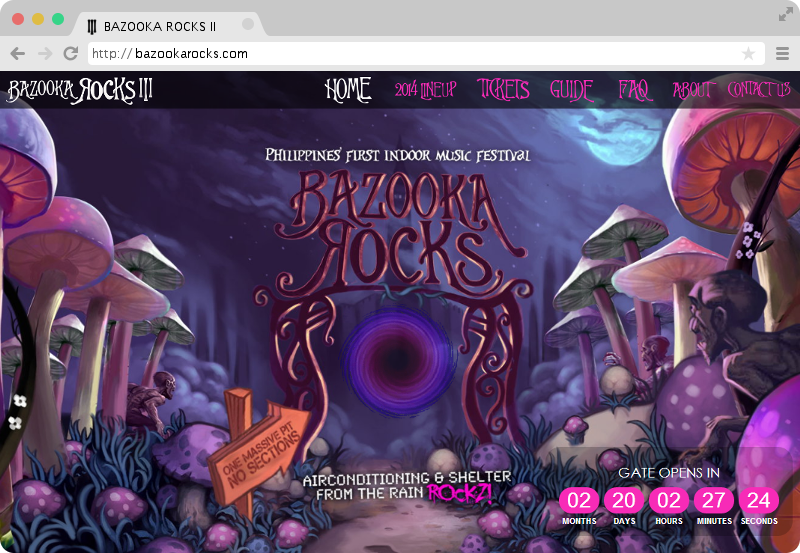 BAZOOKA ROCKS II
http:// bazookarocks.com
BAZOOKA ROCKS III
HOME 2014 LINEUP TICKETS GUIDE FAQ ABOUT CONTACT US
PHILIPPINES' FIRST INDOOR MUSIC FESTIVAL
BAZOOKA
ROCKS
ONE MASSIVE PIT
NO SECTIONS
AIRCONDITIONING & SHELTER
FROM THE RAIN ROCKZ!
GATE OPENS IN
02 20 02 27 24
MONTHS DAYS HOURS MINUTES SECONDS